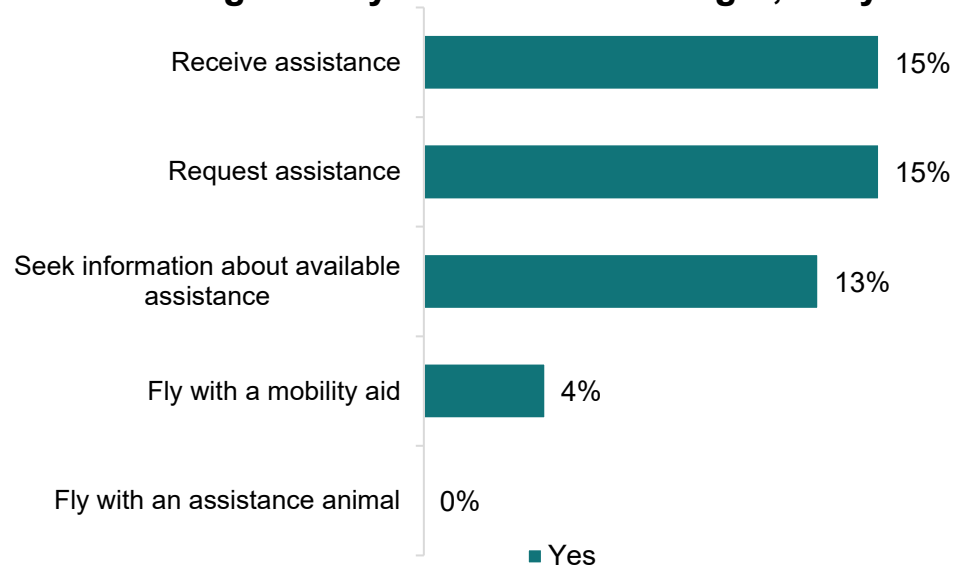 Receive assistance
15%
Request assistance
15%
Seek information about available
assistance
13%
Fly with a mobility aid
4%
Fly with an assistance animal
0%
Yes